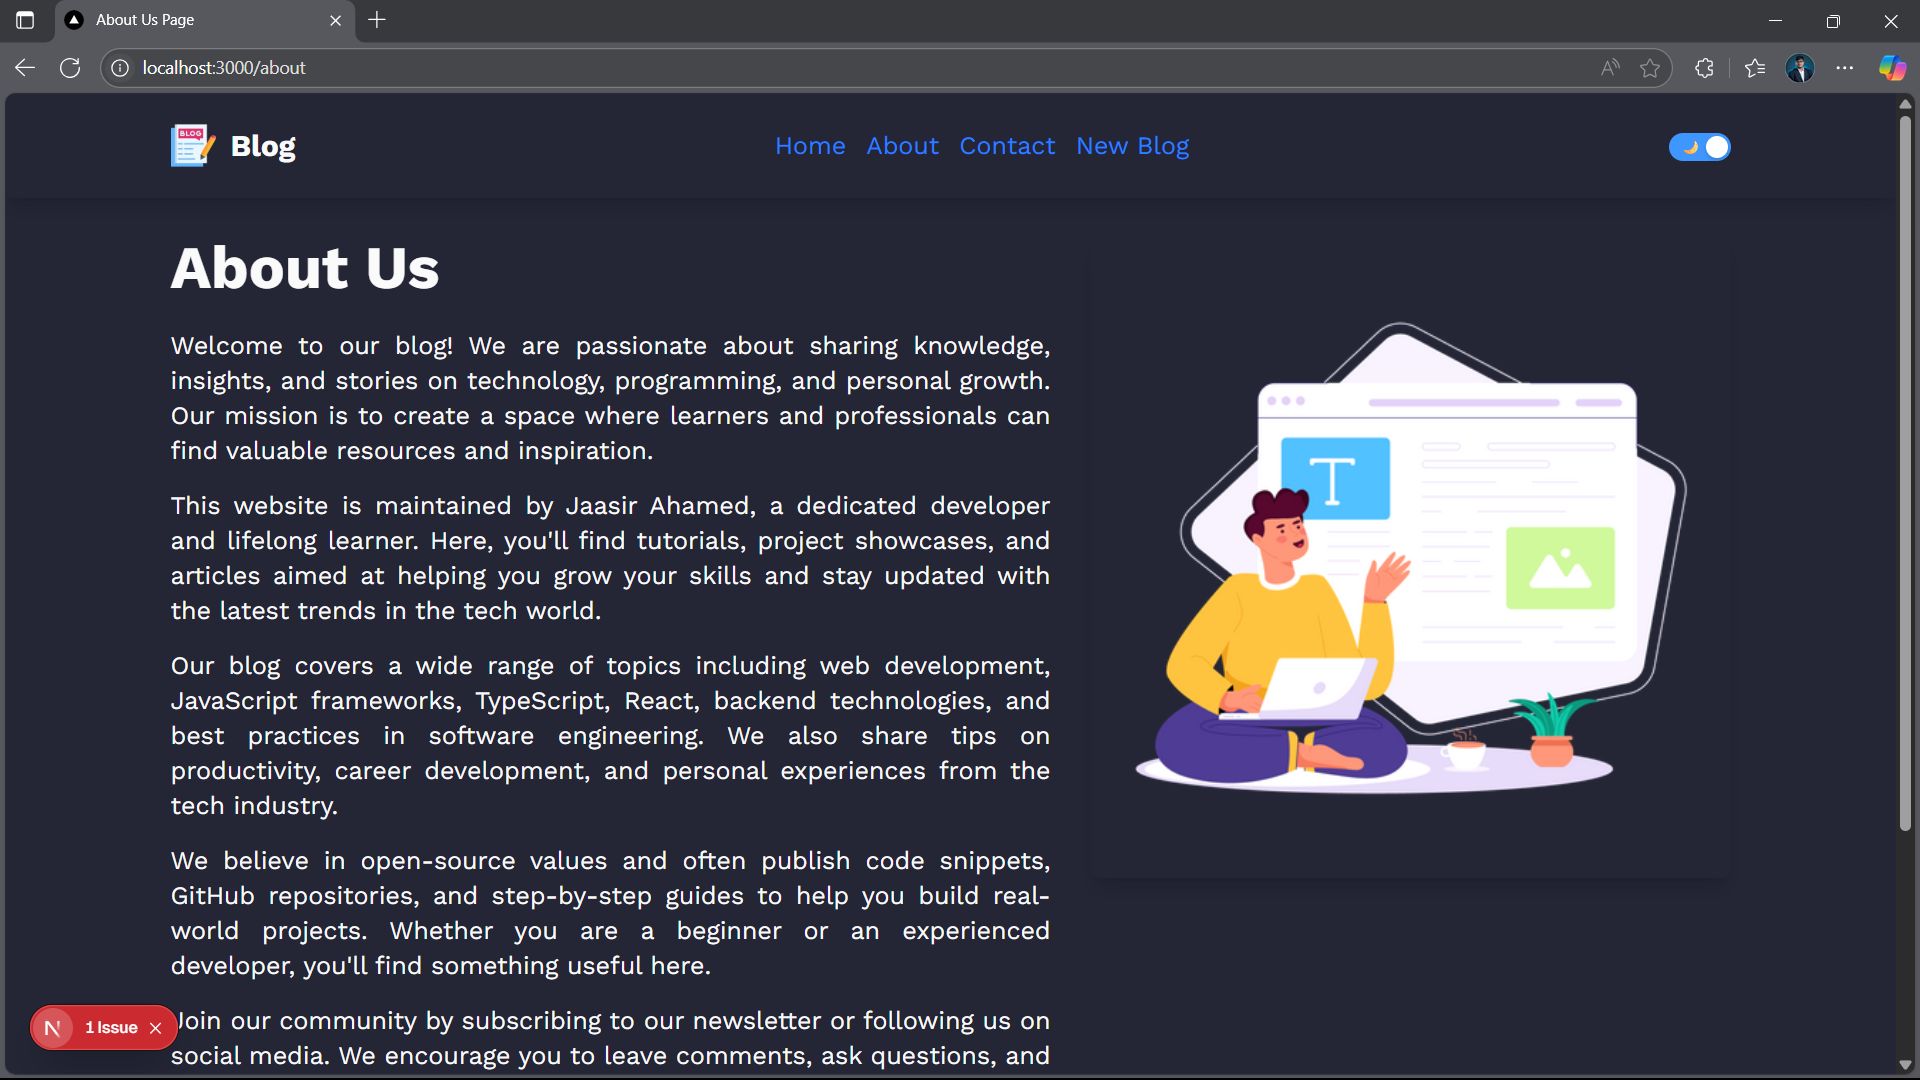 About Us Page
localhost:3000/about
BLOG
Blog
Home About Contact New Blog
About Us
Welcome to our blog! We are passionate about sharing knowledge,
insights, and stories on technology, programming, and personal growth.
Our mission is to create a space where learners and professionals can
find valuable resources and inspiration.
This website is maintained by Jaasir Ahamed, a dedicated developer
and lifelong learner. Here, you'll find tutorials, project showcases, and
articles aimed at helping you grow your skills and stay updated with
the latest trends in the tech world.
Our blog covers a wide range of topics including web development,
JavaScript frameworks, TypeScript, React, backend technologies, and
best practices in software engineering. We also share tips on
productivity, career development, and personal experiences from the
tech industry.
We believe in open-source values and often publish code snippets,
GitHub repositories, and step-by-step guides to help you build real-
world projects. Whether you are a beginner or an experienced
developer, you'll find something useful here.
Join our community by subscribing to our newsletter or following us on
social media. We encourage you to leave comments, ask questions, and
T
N 1 Issue